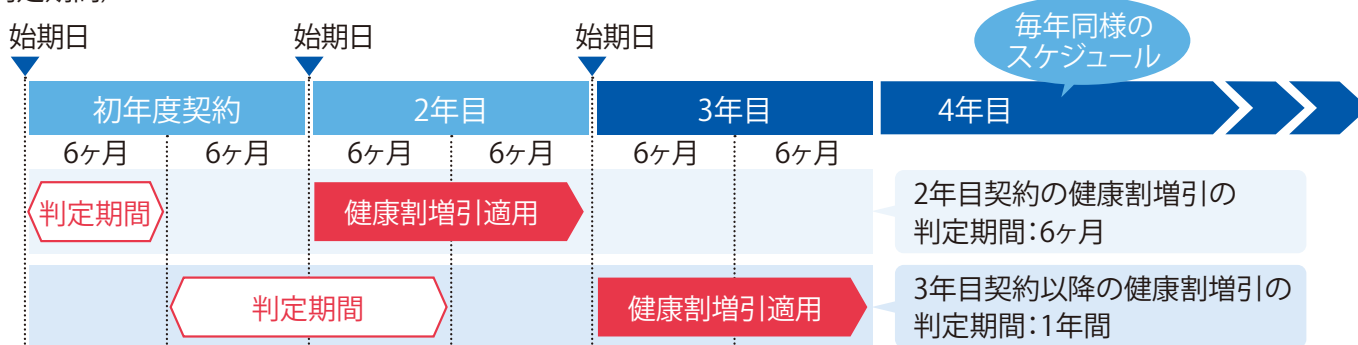 始期日 始期日 始期日
毎年同様の
スケジュール
初年度契約 2年目 3年目 4年目
6ヶ月 6ヶ月 6ヶ月 6ヶ月 6ヶ月 6ヶ月
判定期間 健康割増引適用
2年目契約の健康割増引の
判定期間：6ヶ月
判定期間 健康割増引適用
3年目契約以降の健康割増引の
判定期間：1年間